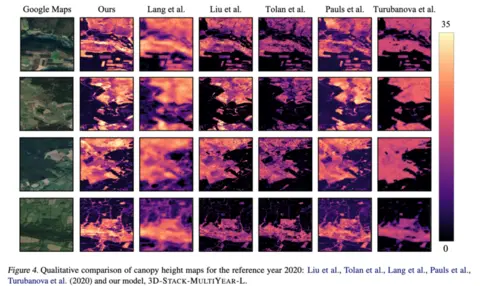 Google Maps Ours Lang et al. Liu et al. Tolan et al. Pauls et al. Turubanova et al.
35
0
Figure 4. Qualitative comparison of canopy height maps for the reference year 2020: Liu et al., Tolan et al., Lang et al., Pauls et al.,
Turubanova et al. (2020) and our model, 3D-STACK-MULTIYEAR-L.